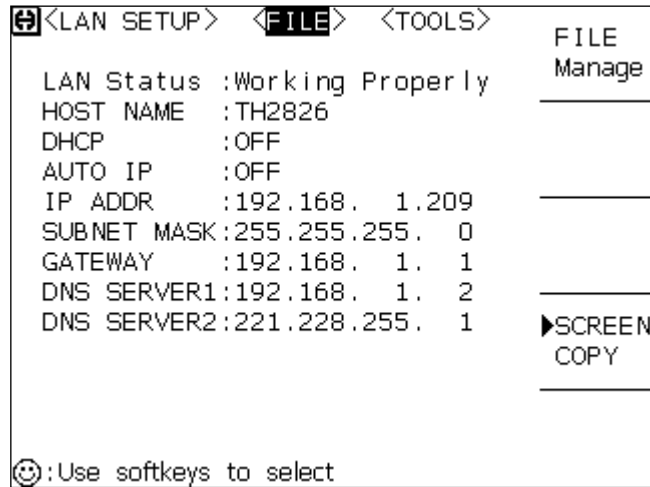 <LAN SETUP> <FILE> <TOOLS>
FILE
Manage
LAN Status :Working Properly
HOST NAME :TH2826
DHCP :OFF
AUTO IP :OFF
IP ADDR :192.168. 1.209
SUBNET MASK:255.255.255. 0
GATEWAY :192.168. 1. 1
DNS SERVER1:192.168. 1. 2
DNS SERVER2:221.228.255. 1
SCREEN
COPY
:Use softkeys to select